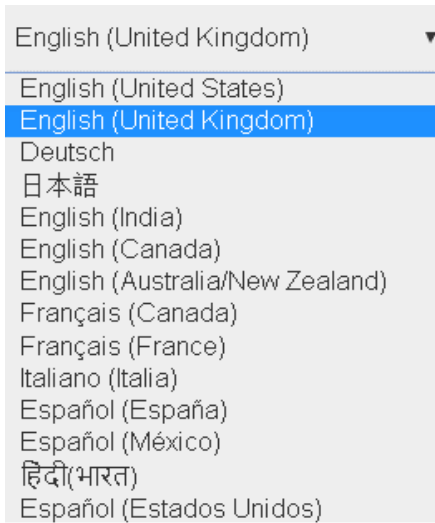 English (United Kingdom)
English (United States)
English (United Kingdom)
Deutsch
日本語
English (India)
English (Canada)
English (Australia/New Zealand)
Français (Canada)
Français (France)
Italiano (Italia)
Español (España)
Español (México)
हिंदी(भारत)
Español (Estados Unidos)